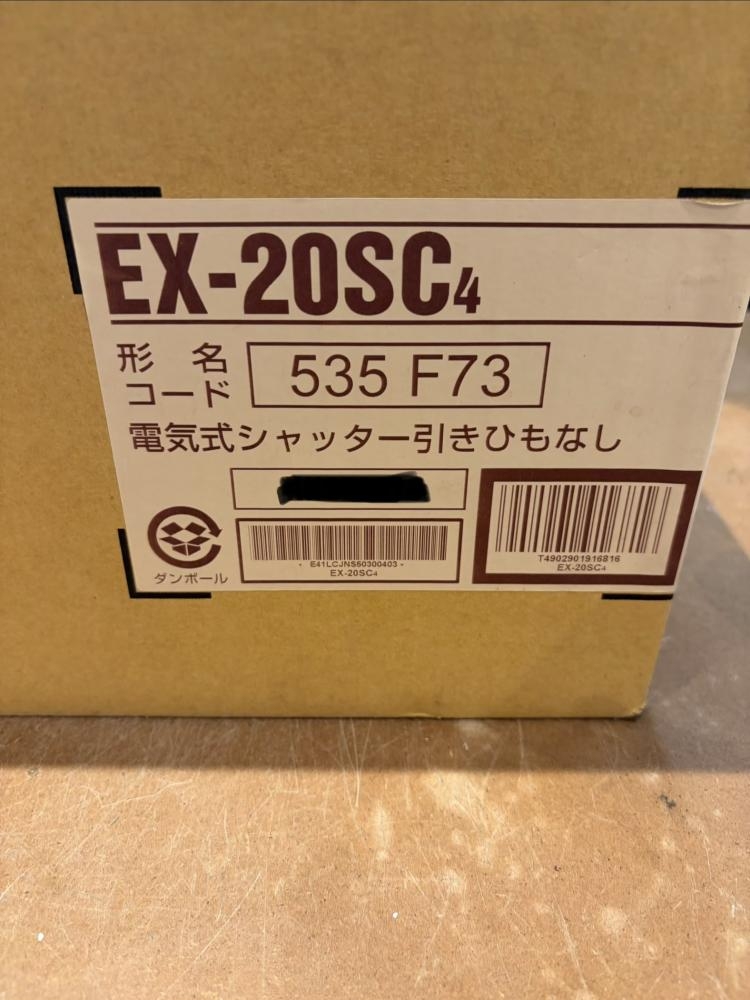 EX-20SC4
形名
コード
535 F73
電気式シャッター引きひもなし
ダンボール
・ E41LCJNS50300403 ・
EX-20SC4
T4902901916816
EX-20SC4